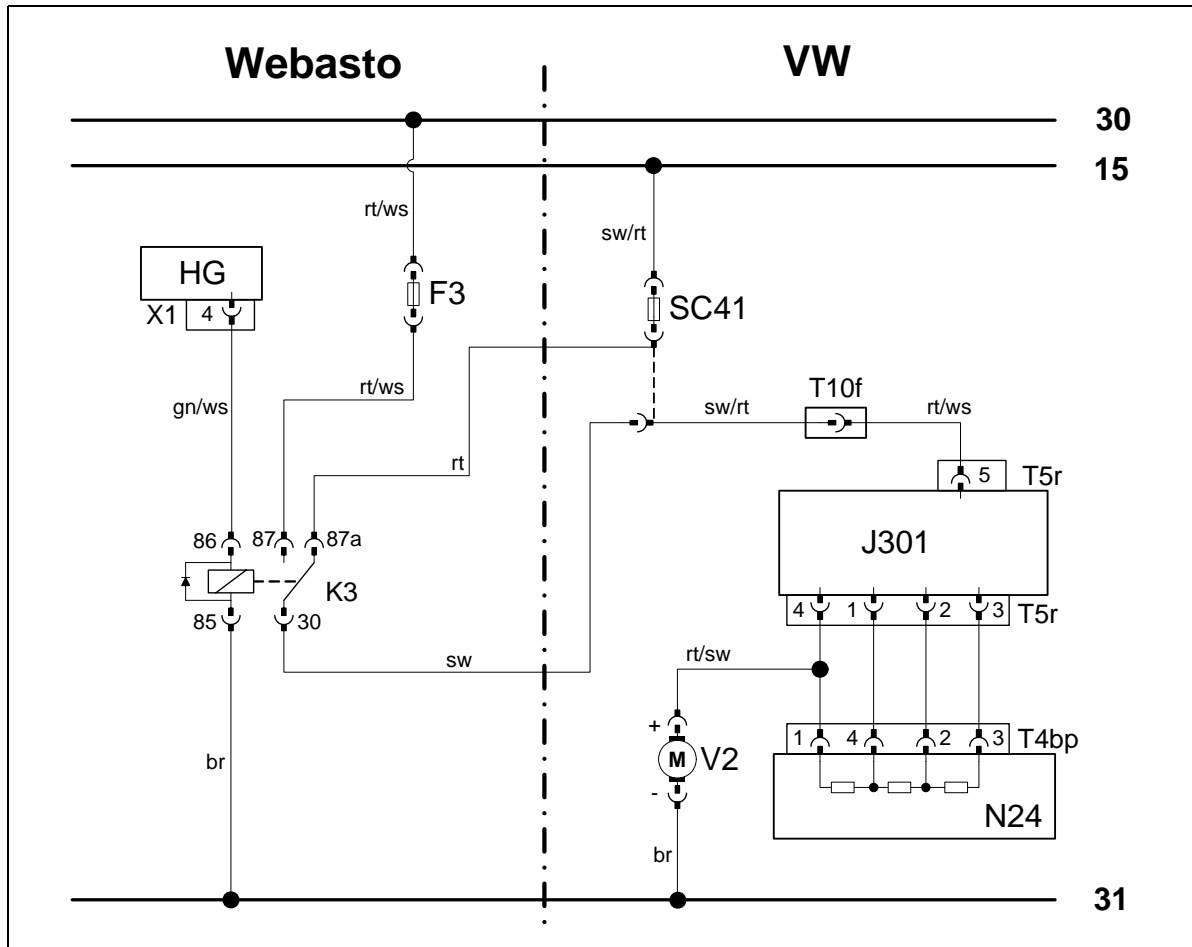 Webasto
VW
30
15
rt/ws
sw/rt
HG
X1
4
F3
SC41
gn/ws
rt/ws
T10f
sw/rt
rt/ws
rt
5
T5r
J301
86
87
87a
K3
85
30
4
1
2
3
T5r
sw
rt/sw
+
M
V2
-
1
4
2
3
T4bp
N24
br
br
31